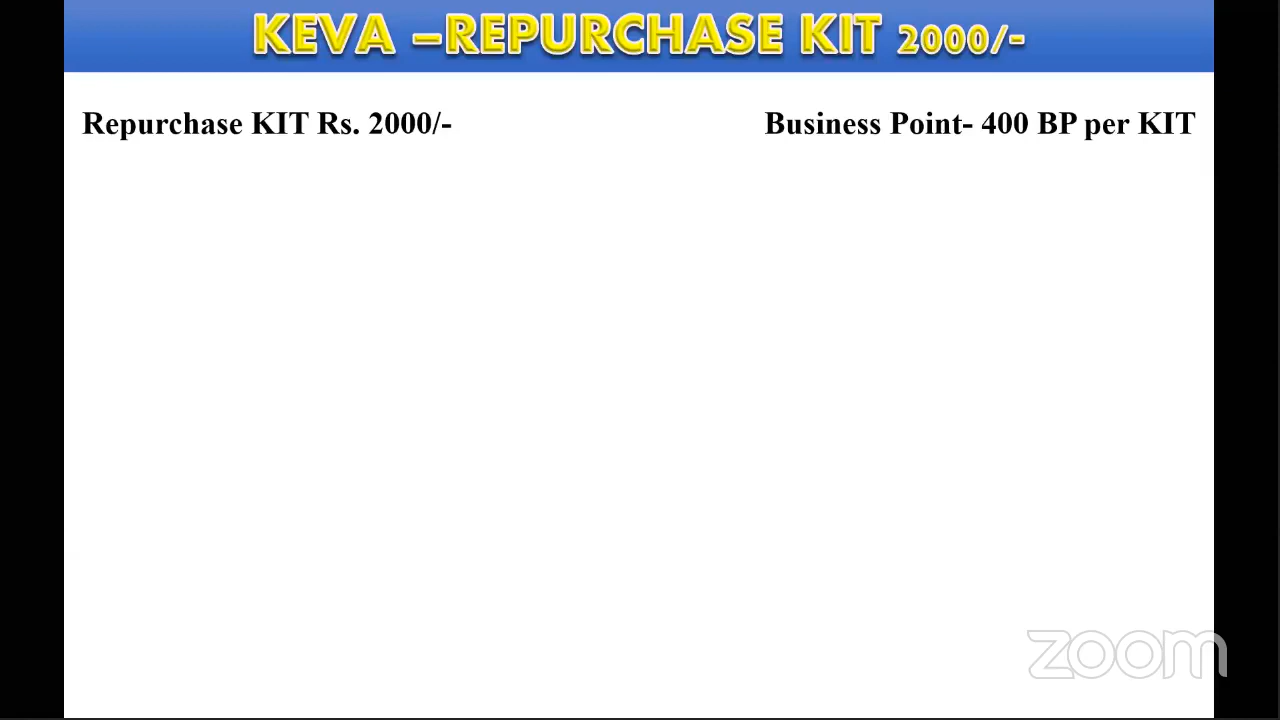 KEVA –REPURCHASE KIT 2000/-
Repurchase KIT Rs. 2000/- Business Point- 400 BP per KIT
zoom